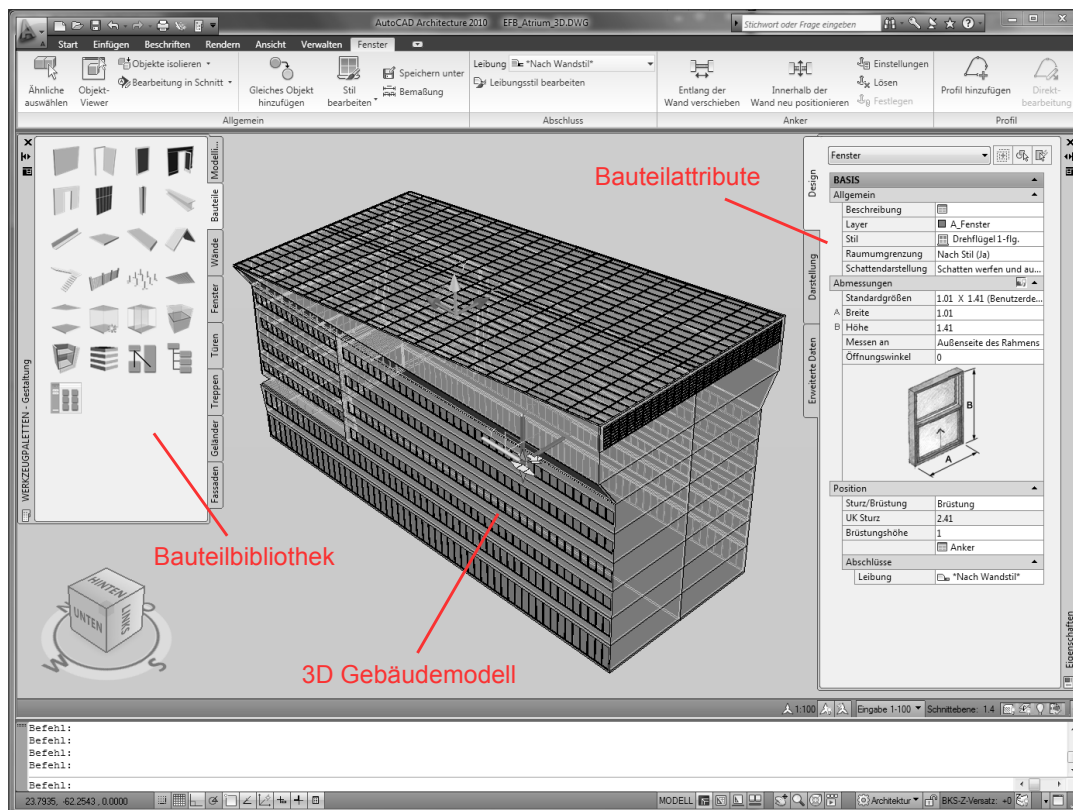 AutoCAD Architecture 2010 EFB_Atrium_3D.DWG
Stichwort oder Frage eingeben
Start Einfügen Beschriften Rendern Ansicht Verwalten Fenster
Ähnliche auswählen
Objekt-Viewer
Objekte isolieren
Bearbeitung in Schnitt
Gleiches Objekt hinzufügen
Stil bearbeiten
Speichern unter
Bemaßung
Leibung *Nach Wandstil*
Leibungsstil bearbeiten
Entlang der Wand verschieben
Innerhalb der Wand neu positionieren
Einstellungen
Lösen
Festlegen
Profil hinzufügen
Direkt-bearbeitung
Allgemein Abschluss Anker Profil
WERKZEUGPALETTEN - Gestaltung
Modelli...
Bauteile
Wände
Fenster
Türen
Treppen
Geländer
Fassaden
Bauteilbibliothek
3D Gebäudemodell
Bauteilattribute
HINTEN
UNTEN
LINKS
W
S
Design
Darstellung
Erweiterte Daten
Fenster
BASIS
Allgemein
Beschreibung
Layer A_Fenster
Stil Drehflügel 1-flg.
Raumumgrenzung Nach Stil (Ja)
Schattendarstellung Schatten werfen und au...
Abmessungen
Standardgrößen 1.01 X 1.41 (Benutzerde...
A Breite 1.01
B Höhe 1.41
Messen an Außenseite des Rahmens
Öffnungswinkel 0
B
A
Position
Sturz/Brüstung Brüstung
UK Sturz 2.41
Brüstungshöhe 1
Anker
Abschlüsse
Leibung *Nach Wandstil*
Eigenschaften
1:100 Eingabe 1-100 Schnittebene: 1.4
Befehl:
Befehl:
Befehl:
Befehl:
Befehl:
23.7935, -62.2543, 0.0000 MODELL Architektur BKS-Z-Versatz: +0